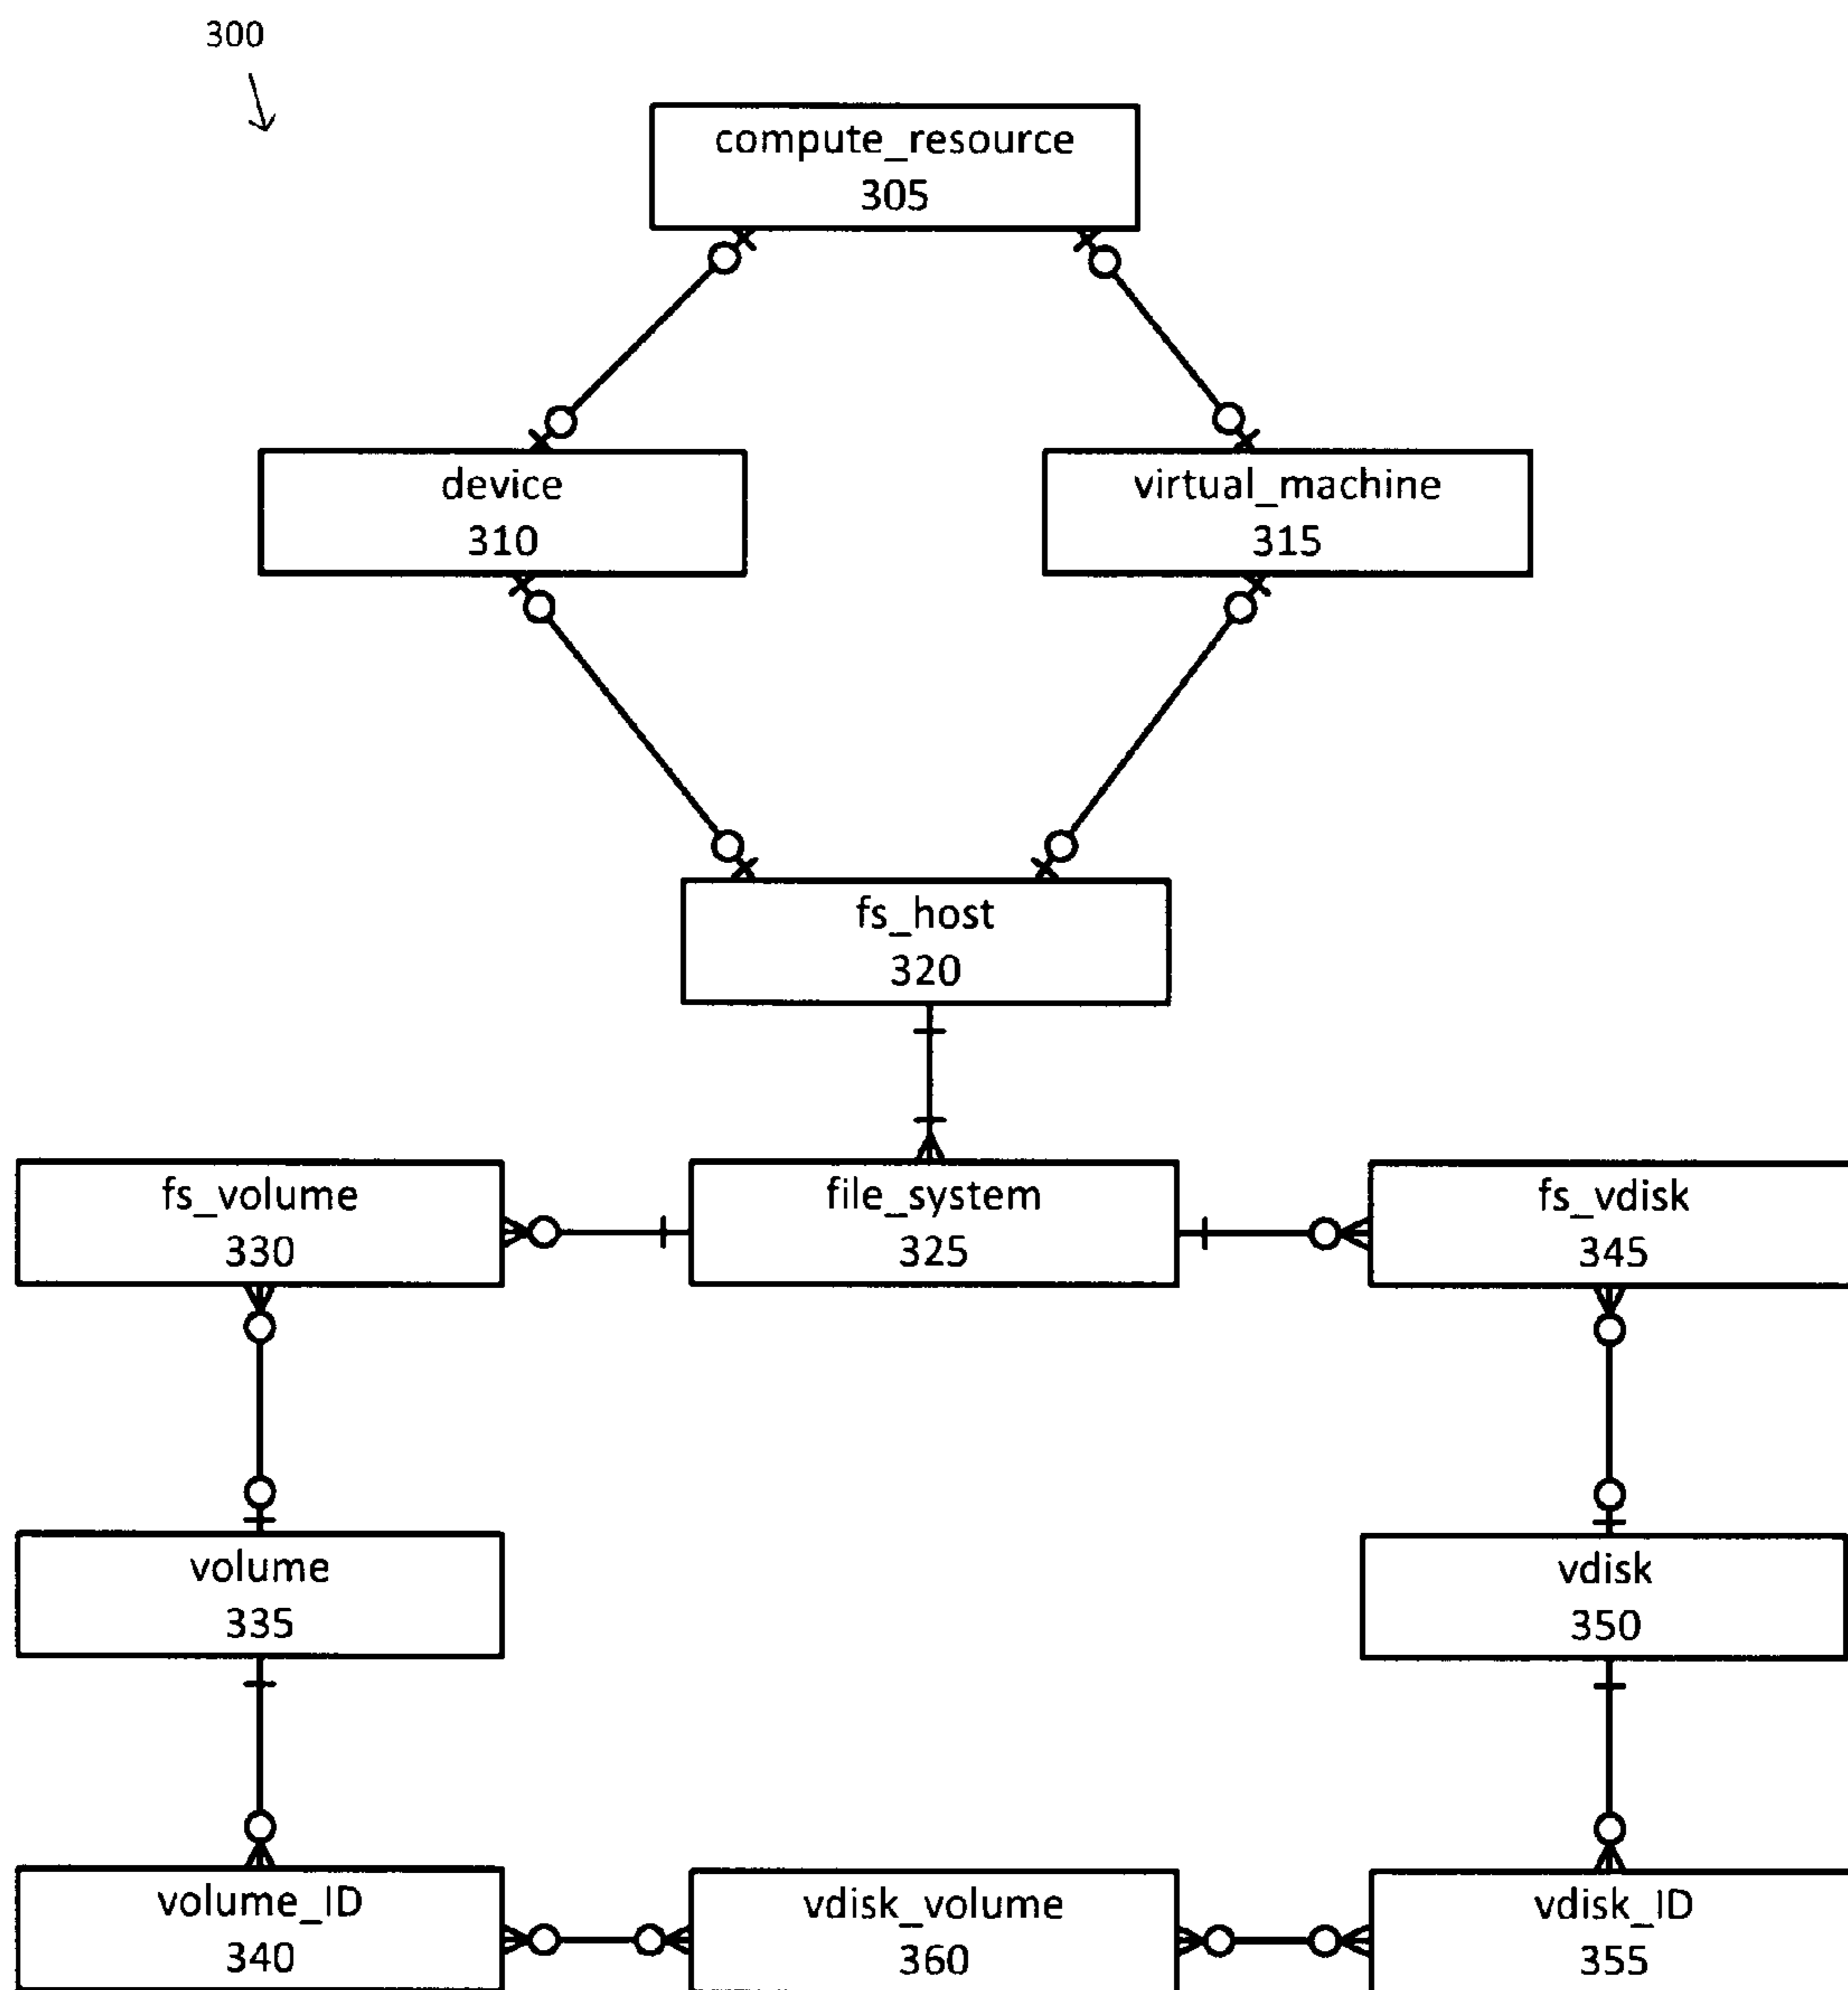 300
compute_resource
305
device
310
virtual_machine
315
fs_host
320
fs_volume
330
file_system
325
fs_vdisk
345
volume
335
vdisk
350
volume_ID
340
vdisk_volume
360
vdisk_ID
355